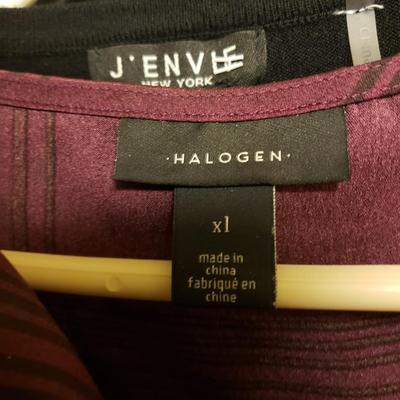 J'ENVIE
NEW YORK
·HALOGEN·
xl
made in
china
fabriqué en
chine